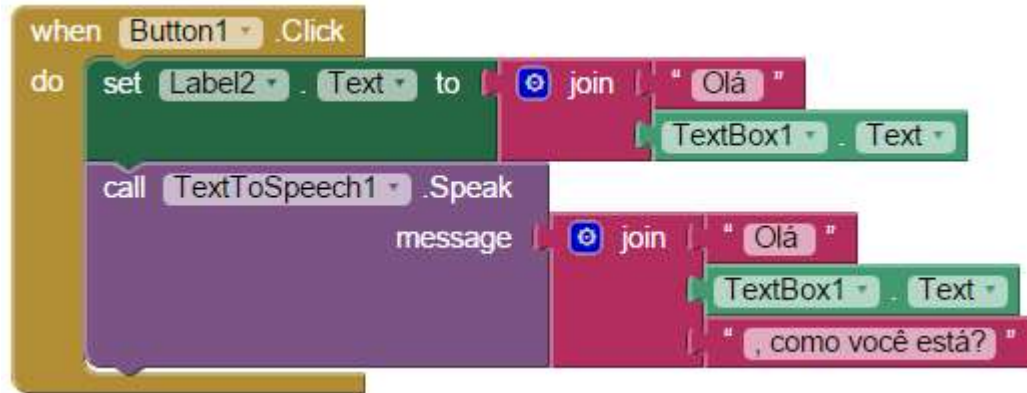 when Button1 .Click
do set Label2 . Text to join " Olá "
TextBox1 . Text
call TextToSpeech1 .Speak
message join " Olá "
TextBox1 . Text
" , como você está? "